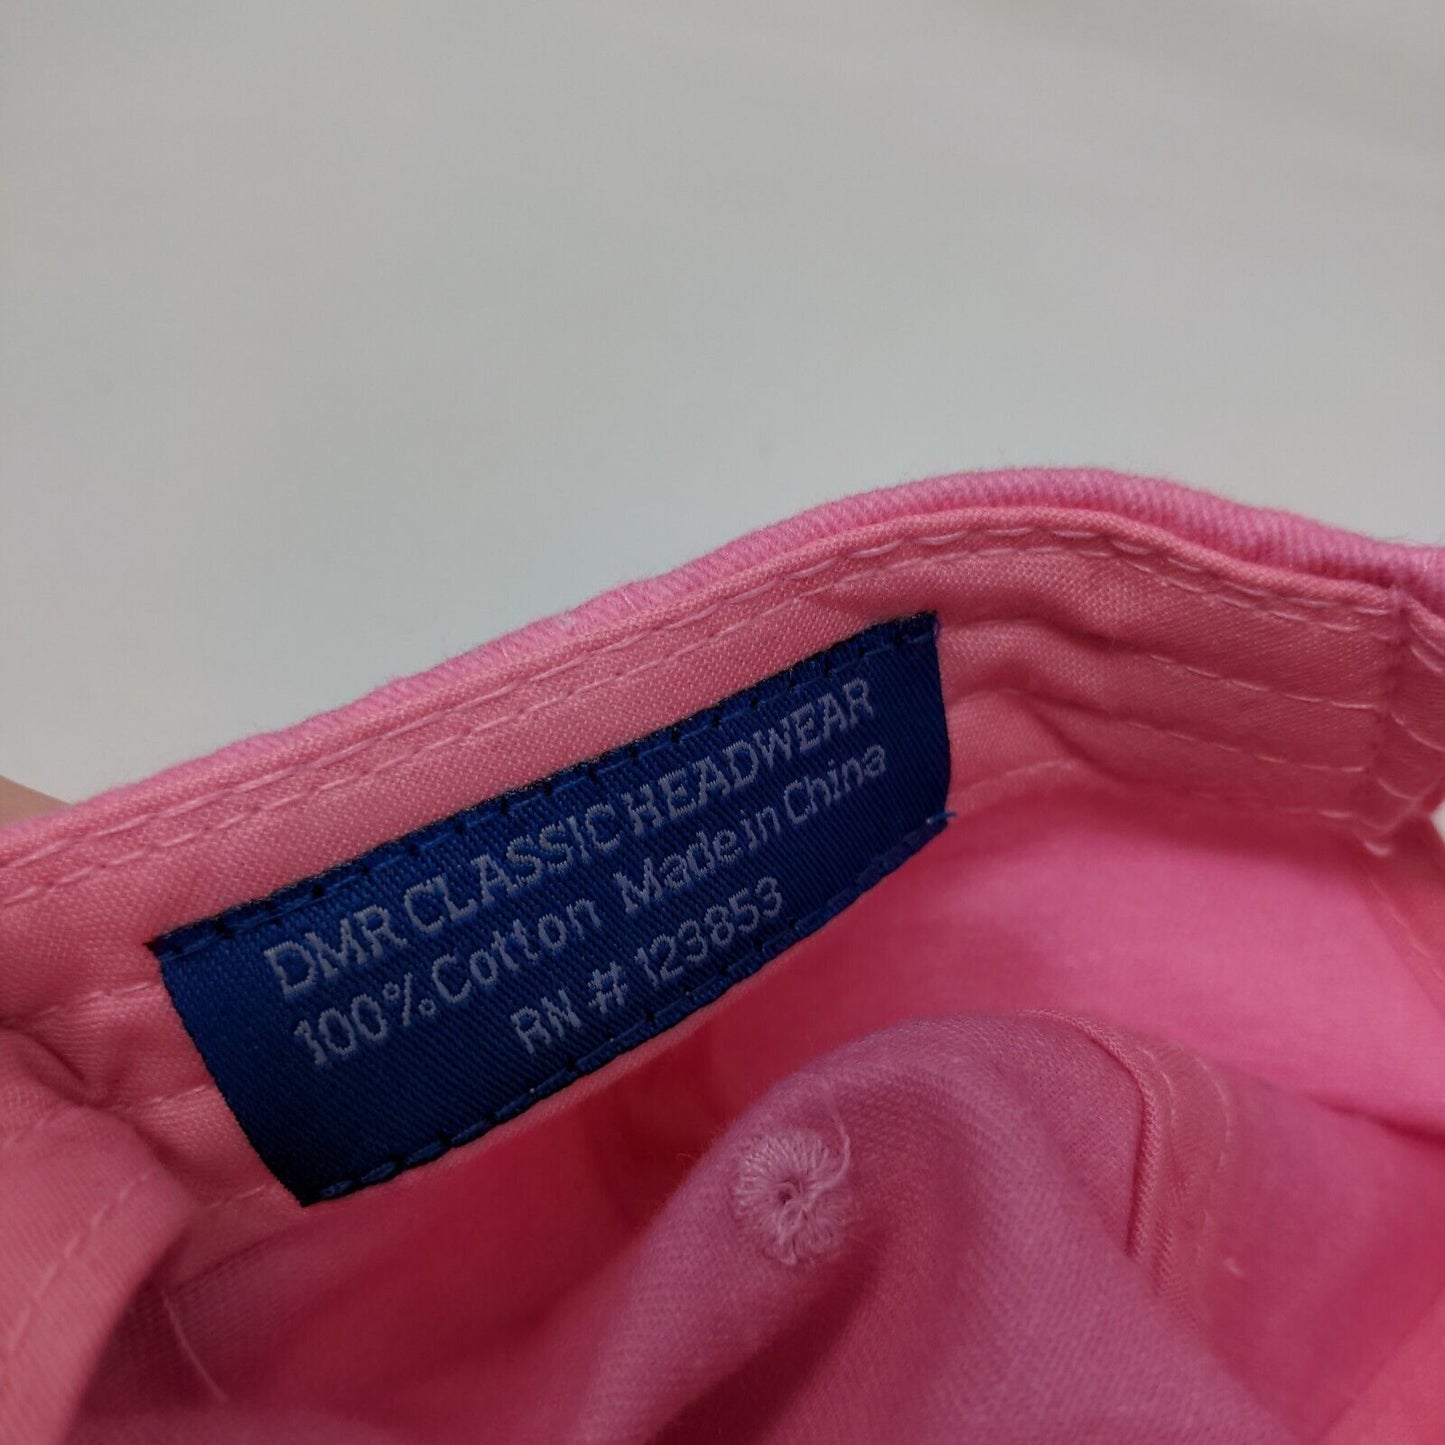 DMR CLASSIC HEADWEAR
100% Cotton Made in China
RN # 123853